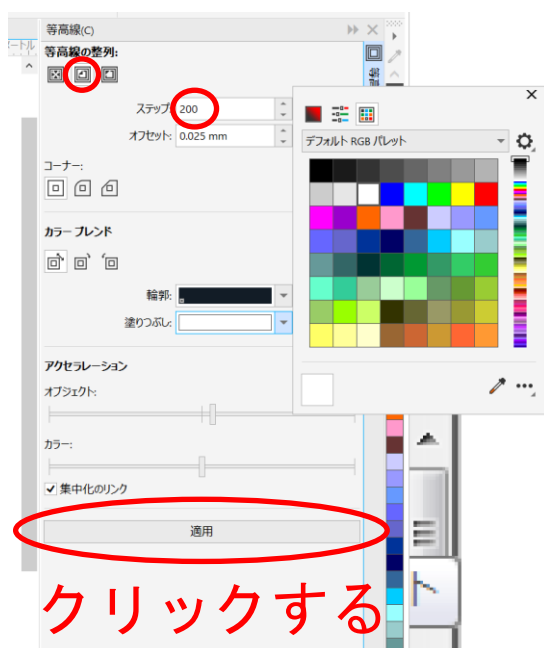 等高線(C)
ートル
等高線の整列:
ステップ: 200
オフセット: 0.025 mm
デフォルト RGB パレット
コーナー:
カラー ブレンド
輪郭:
塗りつぶし:
アクセラレーション
オブジェクト:
カラー:
集中化のリンク
適用
クリックする